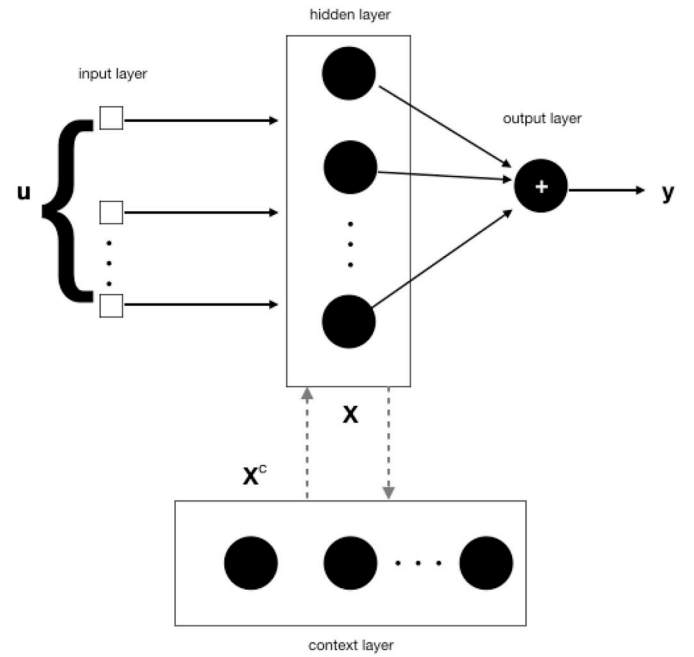 hidden layer
input layer
output layer
u
+
y
X
X^c
context layer